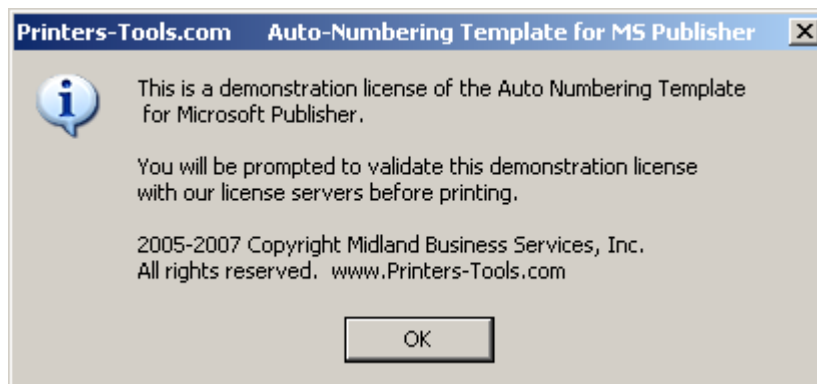 Printers-Tools.com Auto-Numbering Template for MS Publisher
This is a demonstration license of the Auto Numbering Template
for Microsoft Publisher.
You will be prompted to validate this demonstration license
with our license servers before printing.
2005-2007 Copyright Midland Business Services, Inc.
All rights reserved. www.Printers-Tools.com
OK